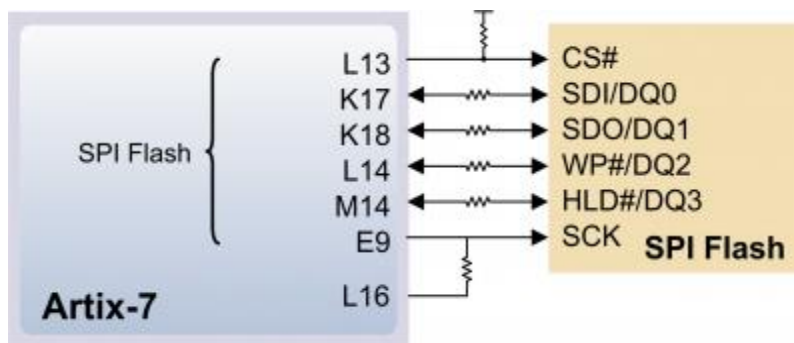 L13
K17
K18
L14
M14
E9
L16
SPI Flash
Artix-7
CS#
SDI/DQ0
SDO/DQ1
WP#/DQ2
HLD#/DQ3
SCK
SPI Flash